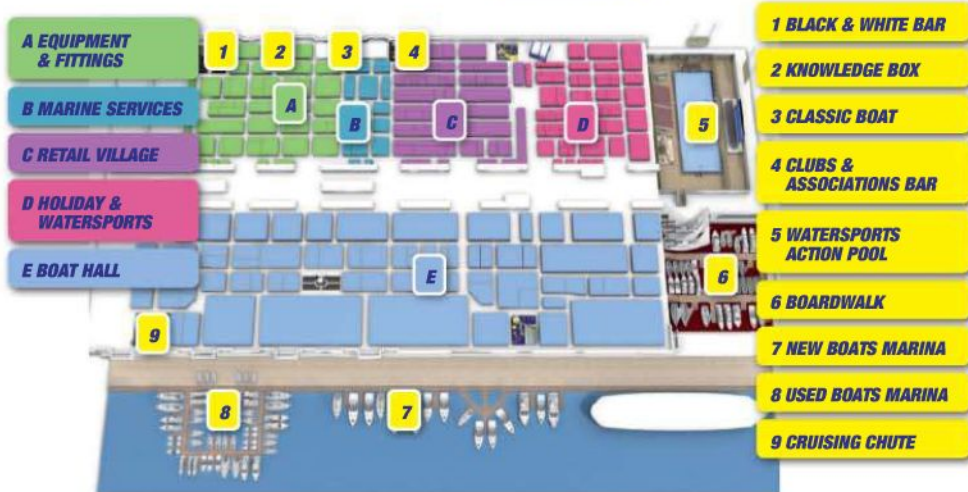 A EQUIPMENT
& FITTINGS
B MARINE SERVICES
C RETAIL VILLAGE
D HOLIDAY &
WATERSPORTS
E BOAT HALL
1
2
3
4
A
B
C
D
5
E
6
9
8
7
1 BLACK & WHITE BAR
2 KNOWLEDGE BOX
3 CLASSIC BOAT
4 CLUBS &
ASSOCIATIONS BAR
5 WATERSPORTS
ACTION POOL
6 BOARDWALK
7 NEW BOATS MARINA
8 USED BOATS MARINA
9 CRUISING CHUTE